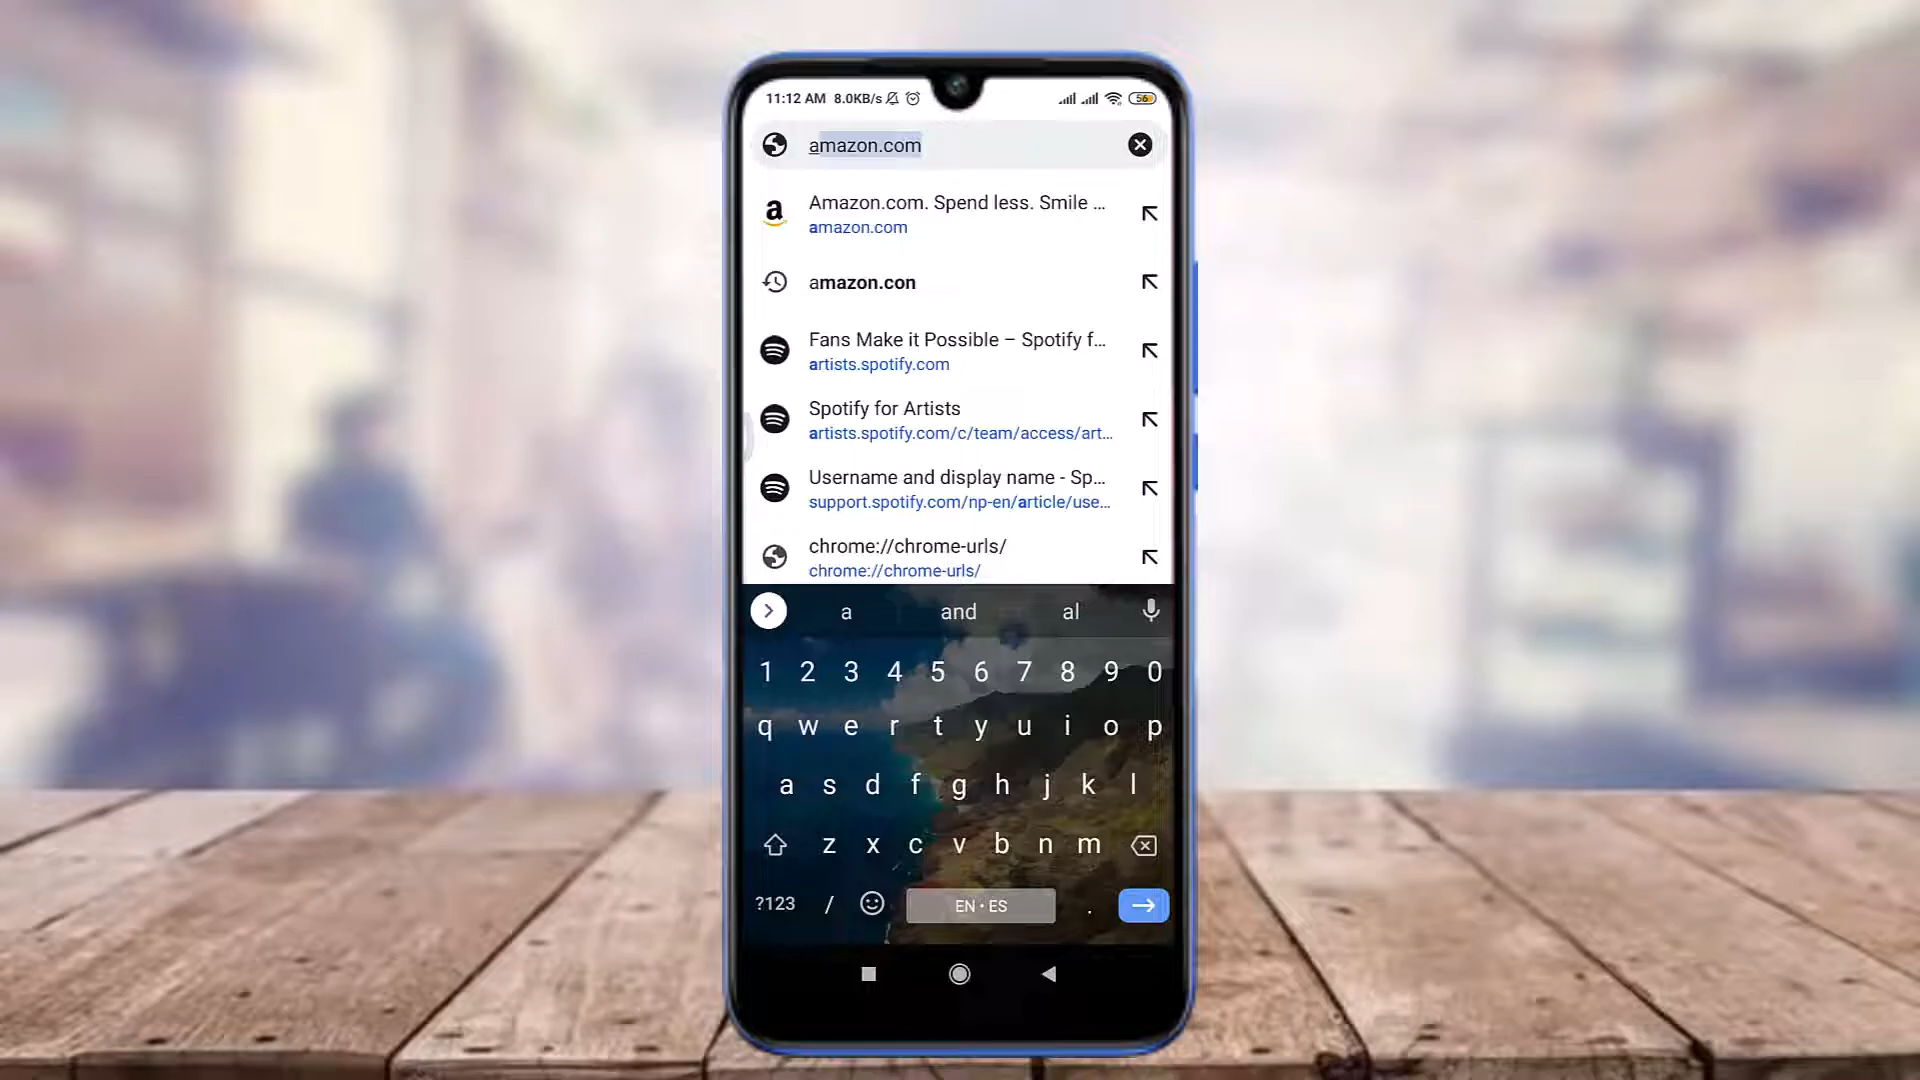 11:12 AM 8.0KB/s 56
amazon.com
Amazon.com. Spend less. Smile ...
amazon.com
amazon.con
Fans Make it Possible – Spotify f...
artists.spotify.com
Spotify for Artists
artists.spotify.com/c/team/access/art...
Username and display name - Sp...
support.spotify.com/np-en/article/use...
chrome://chrome-urls/
chrome://chrome-urls/
a and al
1 2 3 4 5 6 7 8 9 0
q w e r t y u i o p
a s d f g h j k l
z x c v b n m
?123 / EN • ES .